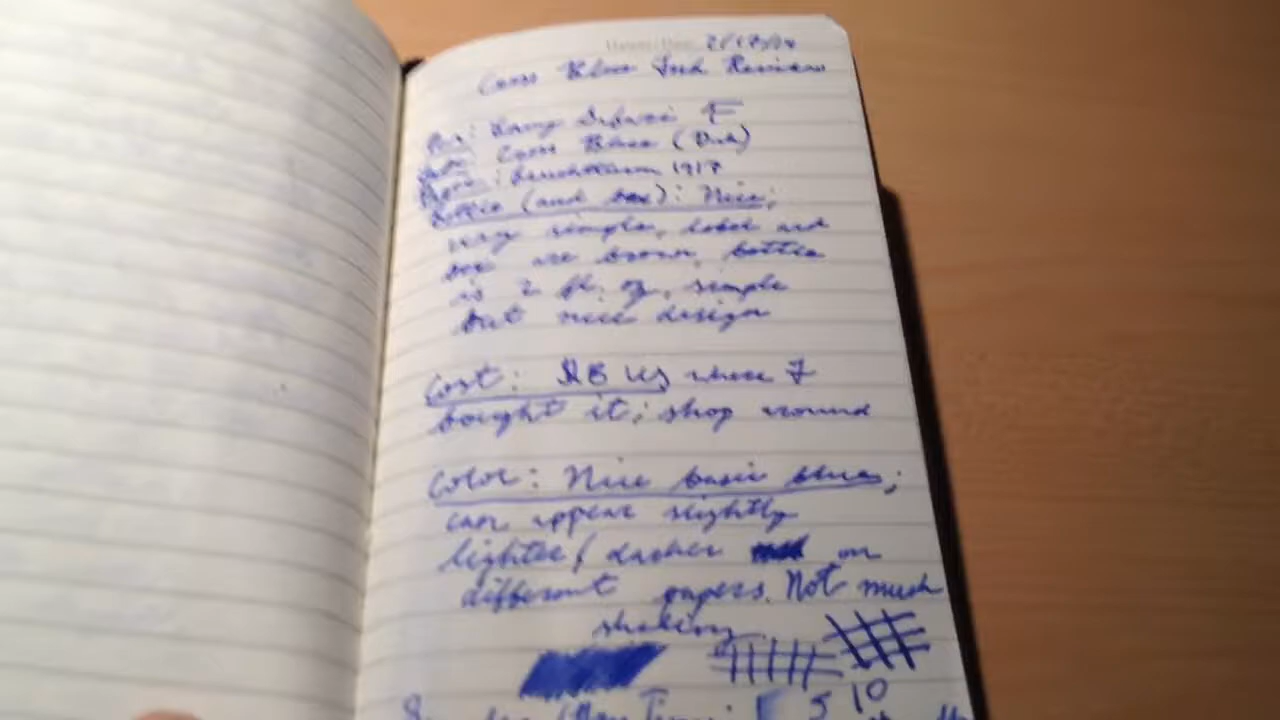 Cross Blue Ink Review
Pen: Lamy Safari F
Ink: Cross Blue (Dark)
Paper: Leuchtturm 1917
Bottle (and box): Nice;
very simple, label and
box are brown, bottle
is 2 fl. oz, simple
but nice design
Cost: US where I
bought it; shop around
Color: Nice basic blue;
can appear slightly
lighter/darker on
different papers. Not much
shading.
5 10